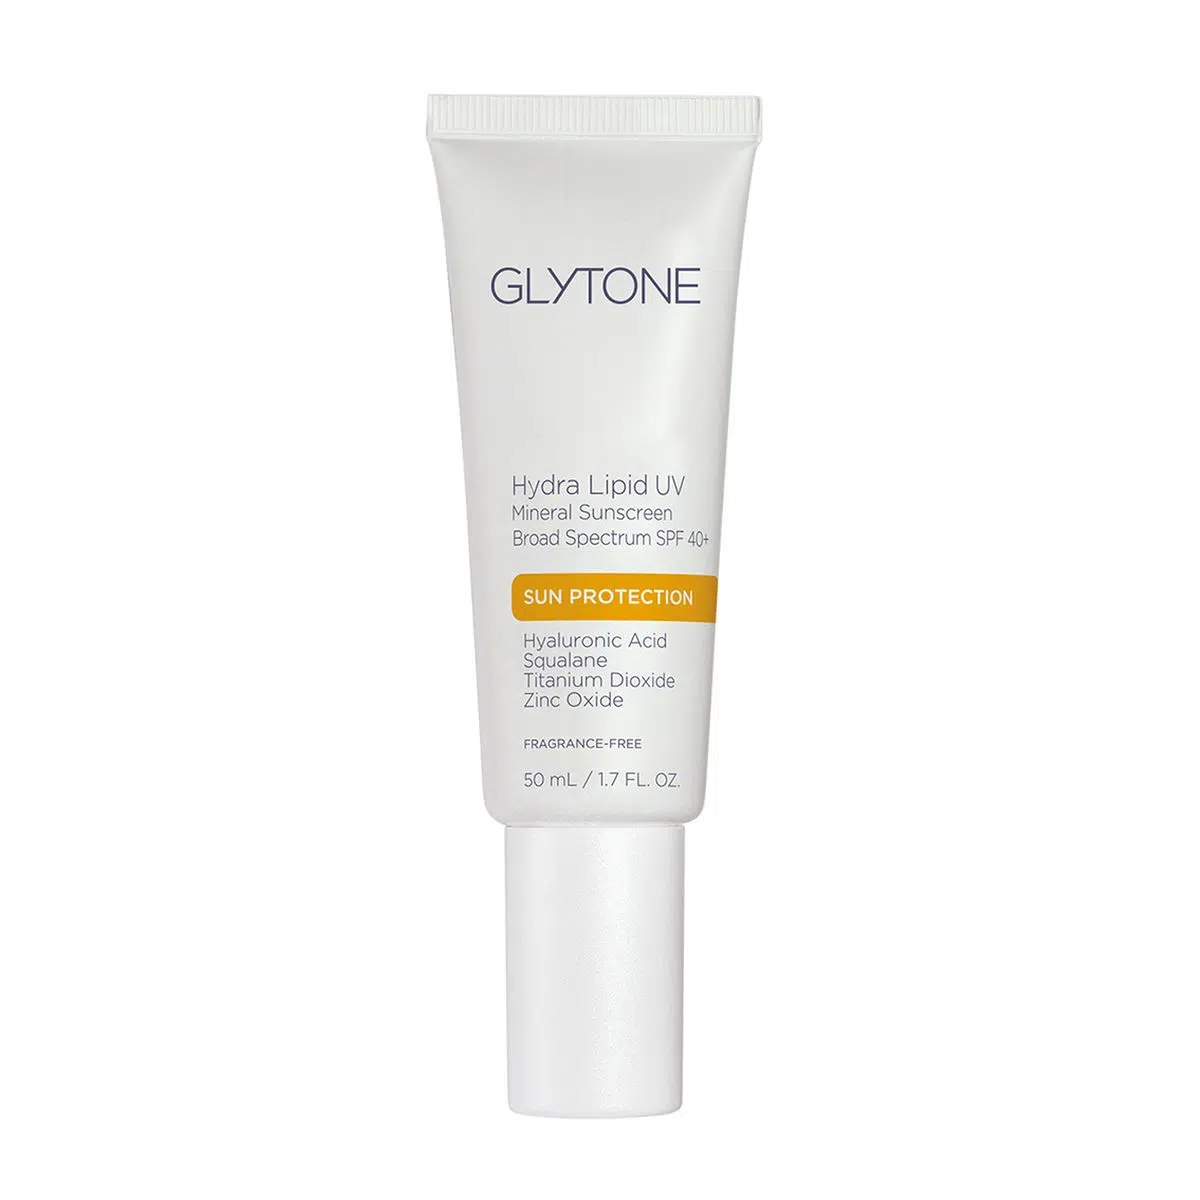 GLYTONE
Hydra Lipid UV
Mineral Sunscreen
Broad Spectrum SPF 40+
SUN PROTECTION
Hyaluronic Acid
Squalane
Titanium Dioxide
Zinc Oxide
FRAGRANCE-FREE
50 mL / 1.7 FL. OZ.